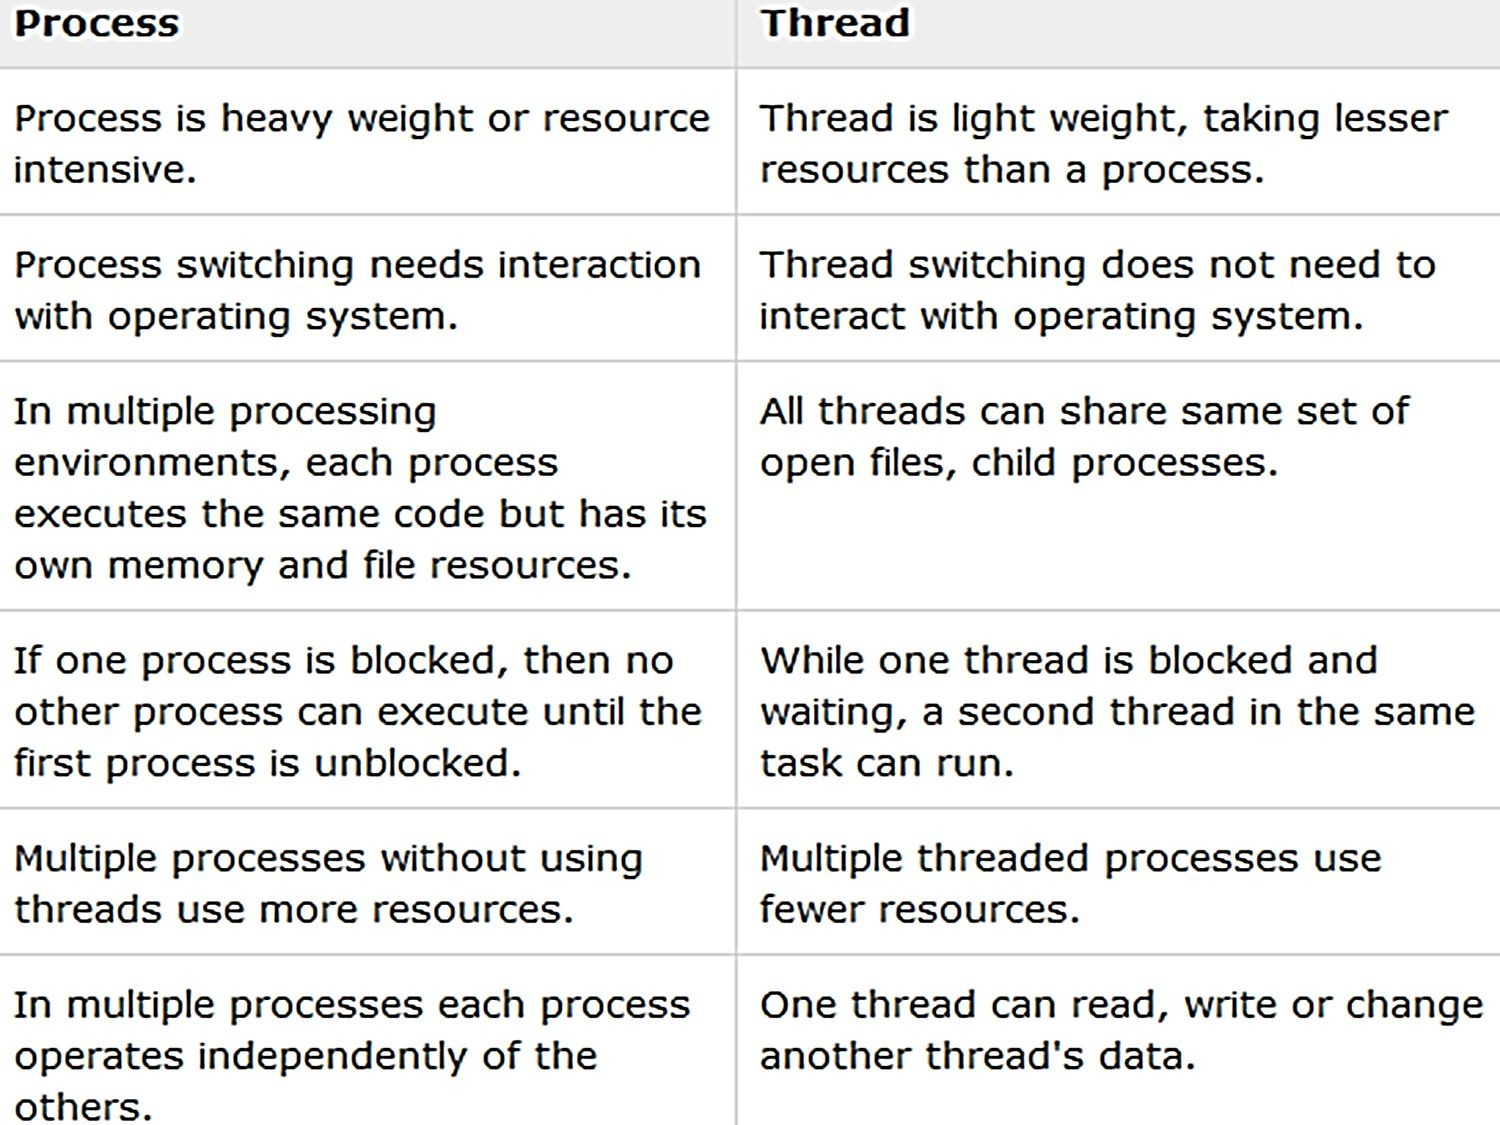 Process
Thread
Process is heavy weight or resource
intensive.
Thread is light weight, taking lesser
resources than a process.
Process switching needs interaction
with operating system.
Thread switching does not need to
interact with operating system.
In multiple processing
environments, each process
executes the same code but has its
own memory and file resources.
All threads can share same set of
open files, child processes.
If one process is blocked, then no
other process can execute until the
first process is unblocked.
While one thread is blocked and
waiting, a second thread in the same
task can run.
Multiple processes without using
threads use more resources.
Multiple threaded processes use
fewer resources.
In multiple processes each process
operates independently of the
others.
One thread can read, write or change
another thread's data.